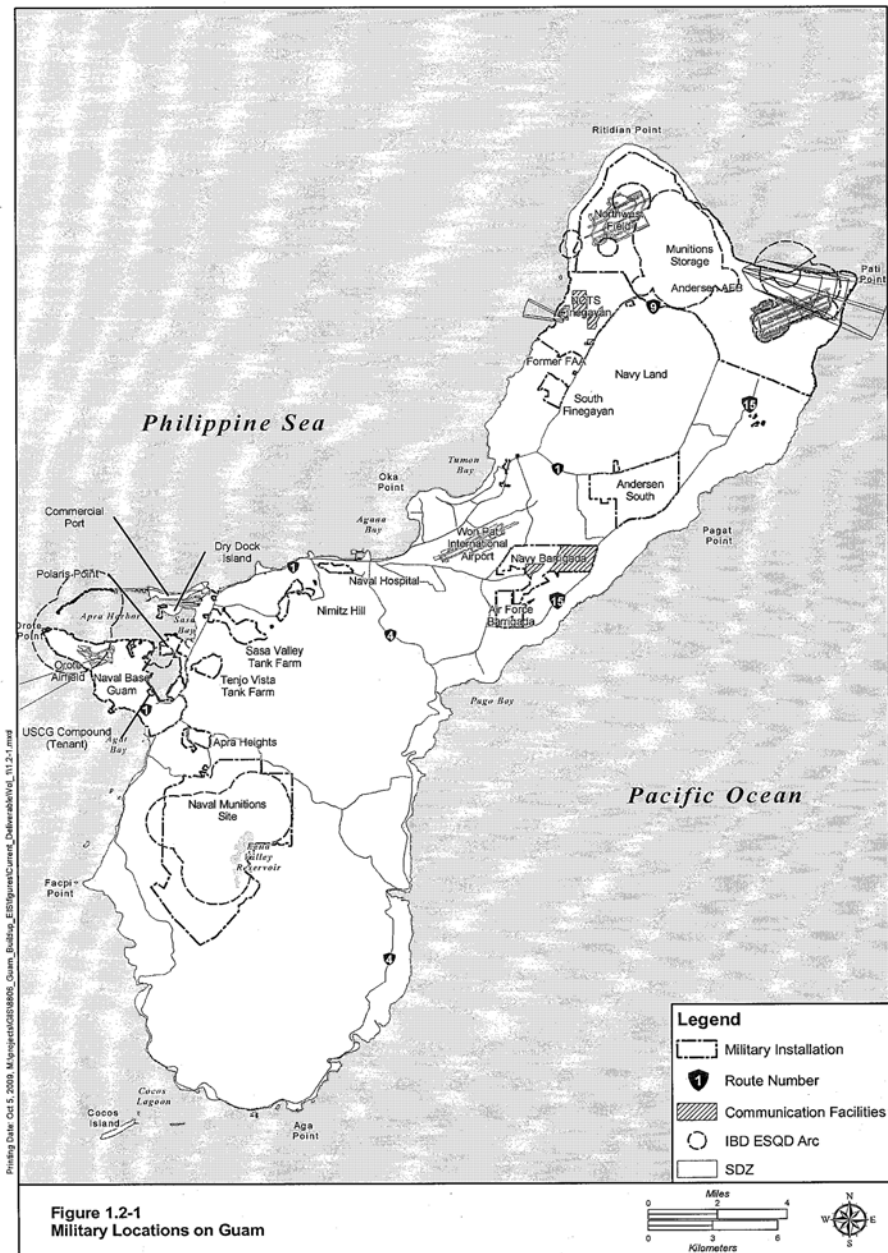 Ritidian Point
Northwest
Field
Munitions
Storage
Andersen AFB
Pati
Point
NCTS
Finegayan
9
Former FAA
Navy Land
South
Finegayan
15
Philippine Sea
Tumon
Bay
Oka
Point
1
Andersen
South
Commercial
Port
Agana
Bay
Won Pat
International
Airport
Pagat
Point
Dry Dock
Island
Navy Barrigada
Polaris Point
1
Naval Hospital
Nimitz Hill
Apra Harbor
Sasa
Bay
Air Force
Barrigada
15
Orote
Point
4
Sasa Valley
Tank Farm
Orote
Airfield
Naval Base
Guam
Tenjo Vista
Tank Farm
Pago Bay
1
USCG Compound
(Tenant)
Agat
Bay
Apra Heights
Pacific Ocean
Naval Munitions
Site
Valley
Reservoir
Facpi
Point
4
Cocos
Lagoon
Cocos
Island
Aga
Point
Legend
Military Installation
1 Route Number
Communication Facilities
IBD ESQD Arc
SDZ
Printing Date: Oct 5, 2009,
Figure 1.2-1
Military Locations on Guam
Miles
0 2 4
0 3 6
Kilometers
N
W E
S